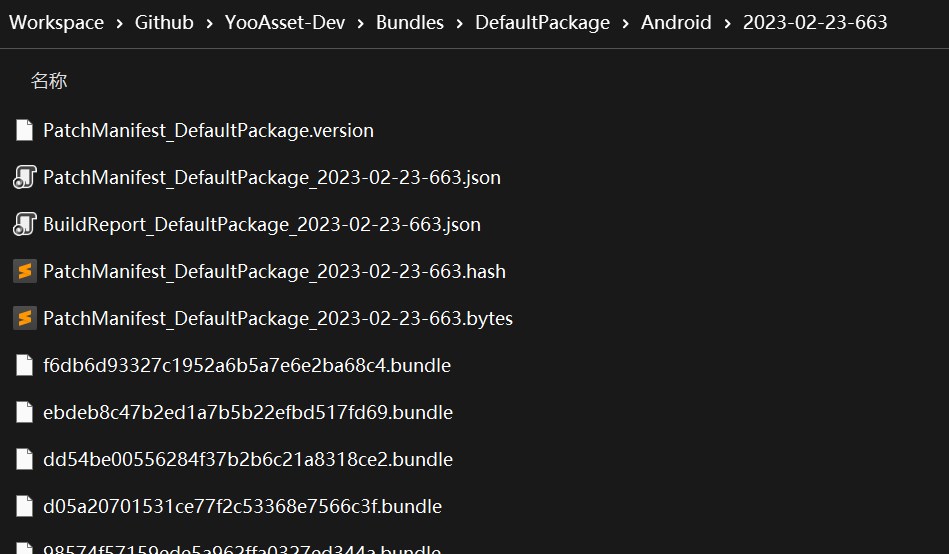 Workspace > Github > YooAsset-Dev > Bundles > DefaultPackage > Android > 2023-02-23-663
名称
PatchManifest_DefaultPackage.version
PatchManifest_DefaultPackage_2023-02-23-663.json
BuildReport_DefaultPackage_2023-02-23-663.json
PatchManifest_DefaultPackage_2023-02-23-663.hash
PatchManifest_DefaultPackage_2023-02-23-663.bytes
f6db6d93327c1952a6b5a7e6e2ba68c4.bundle
ebdeb8c47b2ed1a7b5b22efbd517fd69.bundle
dd54be00556284f37b2b6c21a8318ce2.bundle
d05a20701531ce77f2c53368e7566c3f.bundle